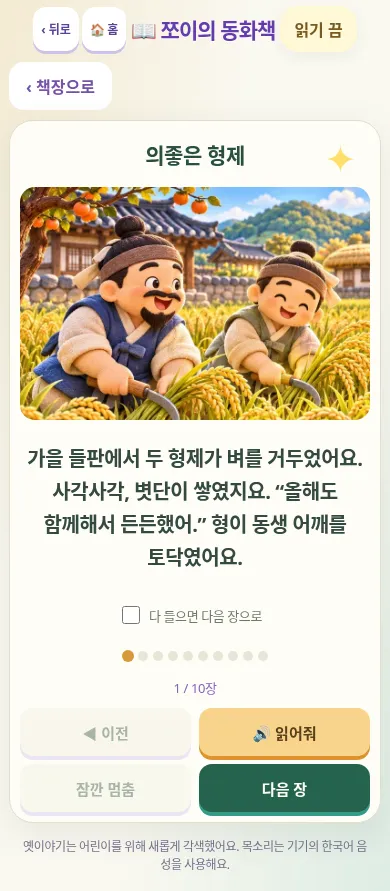 ‹ 뒤로
🏠 홈
📖 쪼이의 동화책
읽기 끔
‹ 책장으로
의좋은 형제
가을 들판에서 두 형제가 벼를 거두었어요.
사각사각, 볏단이 쌓였지요. “올해도
함께해서 든든했어.” 형이 동생 어깨를
토닥였어요.
다 들으면 다음 장으로
1 / 10장
◀ 이전
🔊 읽어줘
잠깐 멈춤
다음 장
옛이야기는 어린이를 위해 새롭게 각색했어요. 목소리는 기기의 한국어 음
성을 사용해요.